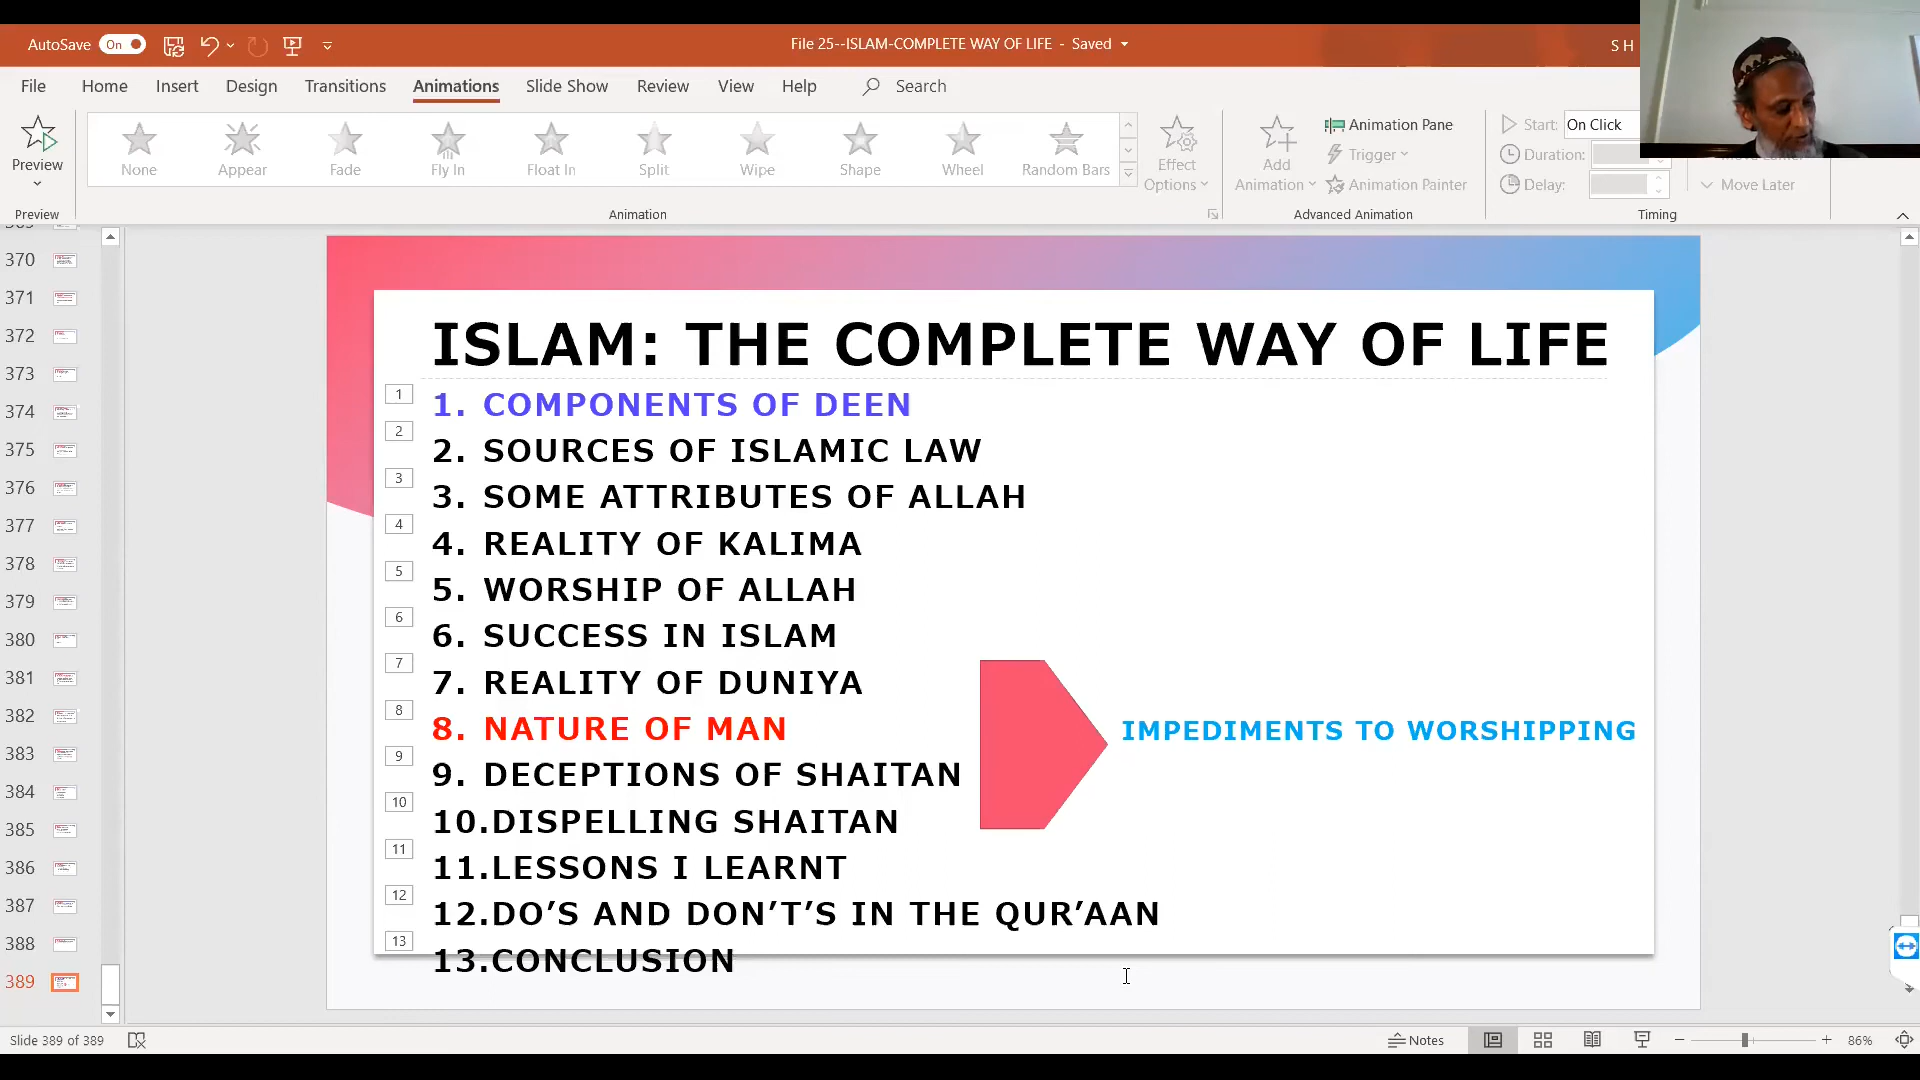 AutoSave On File 25--ISLAM-COMPLETE WAY OF LIFE - Saved S H
File Home Insert Design Transitions Animations Slide Show Review View Help Search
Preview
None Appear Fade Fly In Float In Split Wipe Shape Wheel Random Bars
Effect Options
Add Animation
Animation Pane
Trigger
Animation Painter
Start: On Click
Duration:
Delay:
Move Later
Preview Animation Advanced Animation Timing
370
371
372
373
374
375
376
377
378
379
380
381
382
383
384
385
386
387
388
389
ISLAM: THE COMPLETE WAY OF LIFE
1 1. COMPONENTS OF DEEN
2 2. SOURCES OF ISLAMIC LAW
3 3. SOME ATTRIBUTES OF ALLAH
4 4. REALITY OF KALIMA
5 5. WORSHIP OF ALLAH
6 6. SUCCESS IN ISLAM
7 7. REALITY OF DUNIYA
8 8. NATURE OF MAN
9 9. DECEPTIONS OF SHAITAN
10 10.DISPELLING SHAITAN
11 11.LESSONS I LEARNT
12 12.DO’S AND DON’T’S IN THE QUR’AAN
13 13.CONCLUSION
IMPEDIMENTS TO WORSHIPPING
Slide 389 of 389 Notes 86%